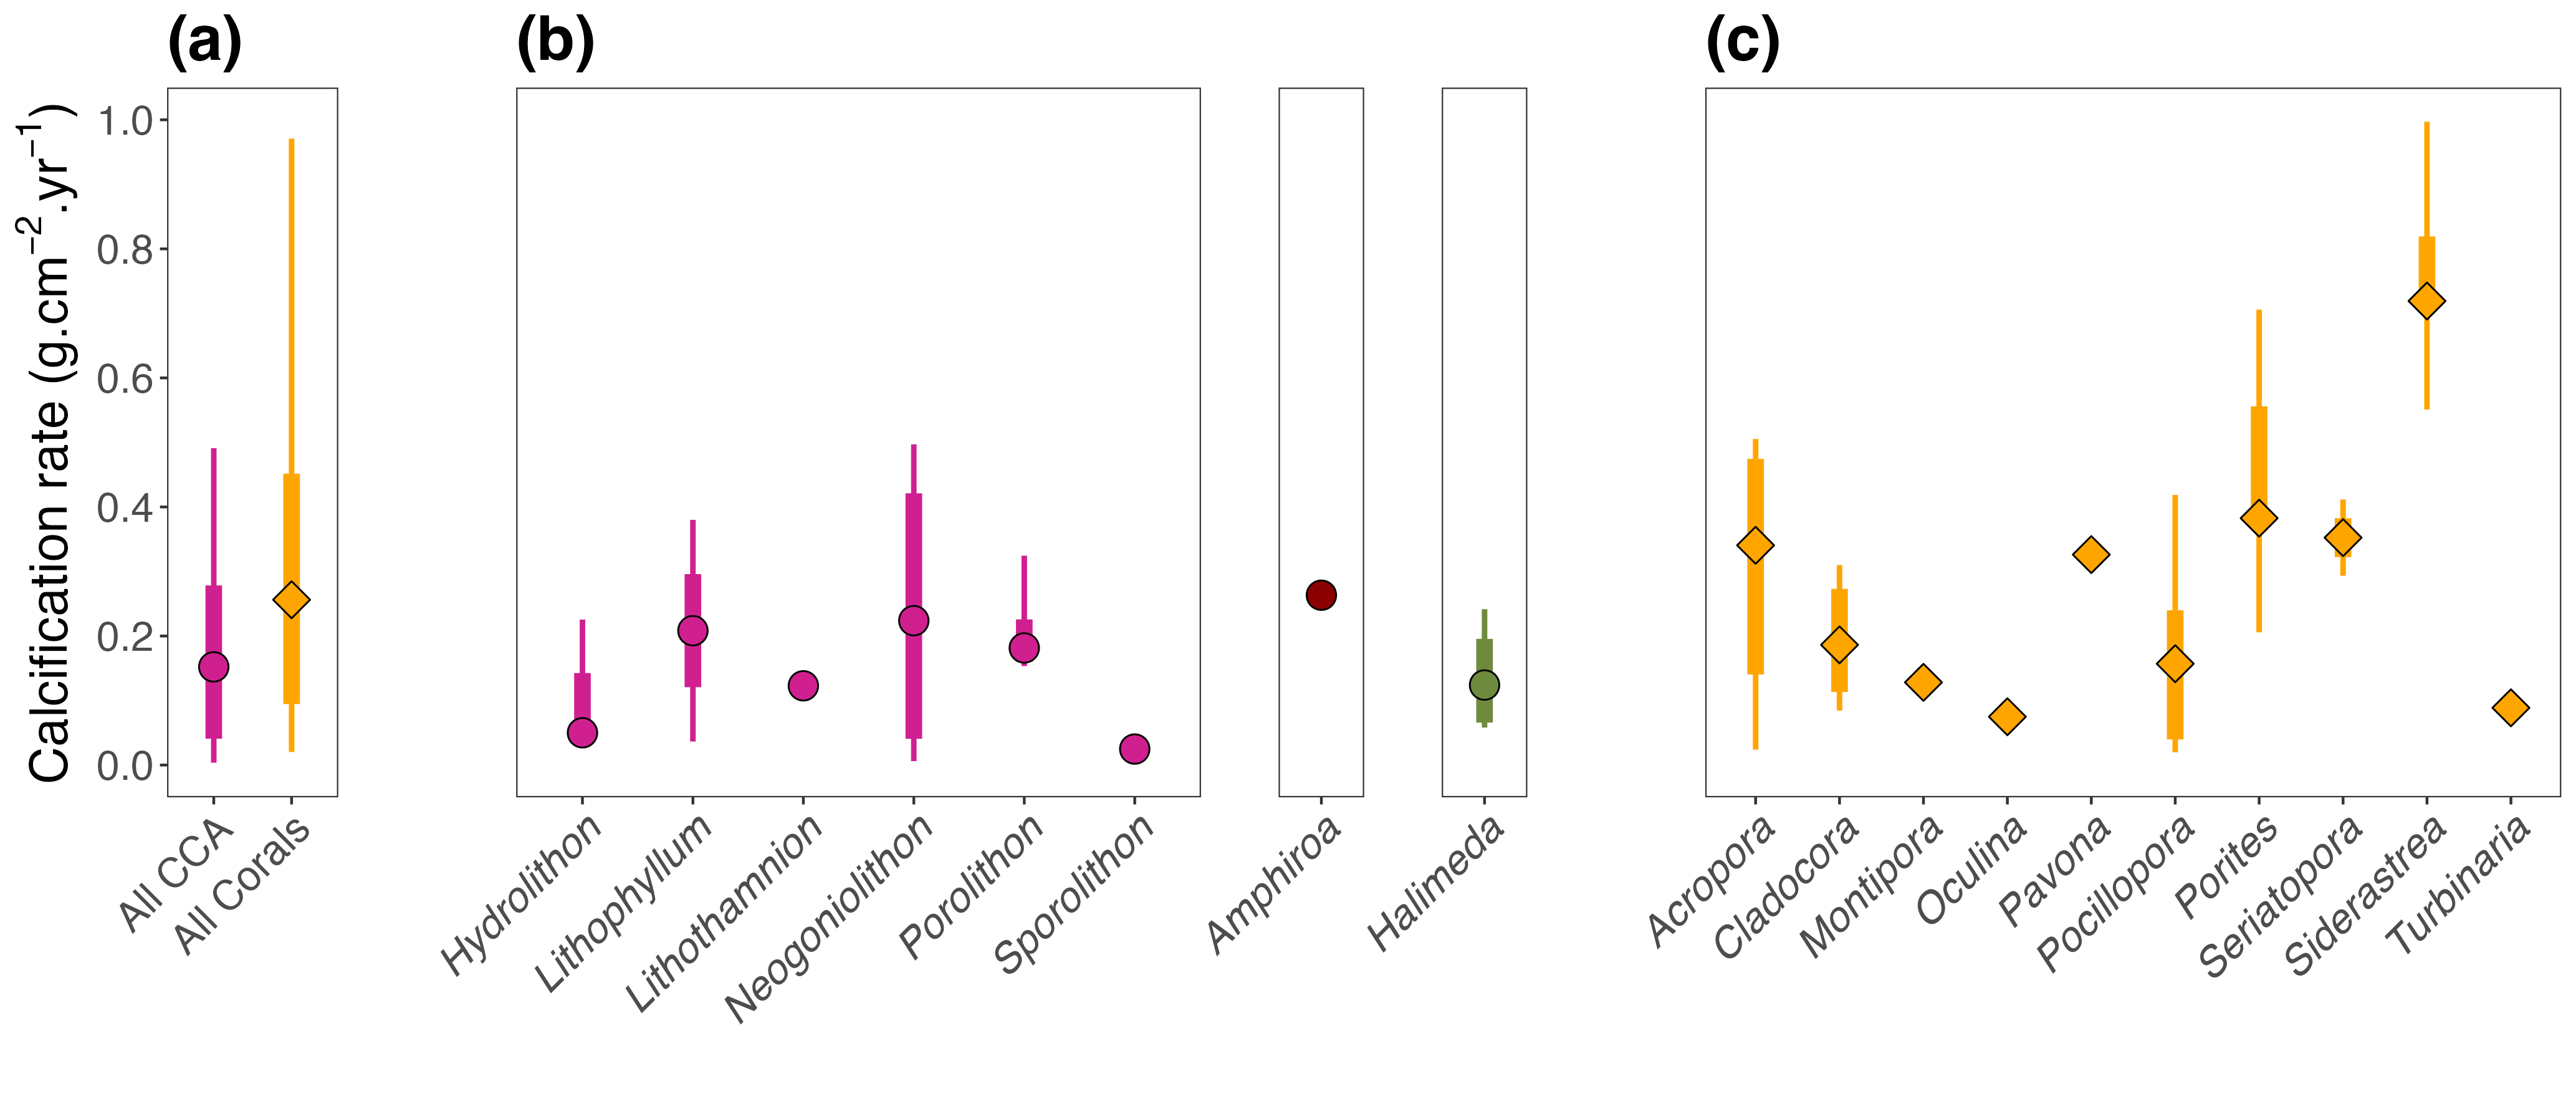 (a)
(b)
(c)
Calcification rate (g.cm⁻².yr⁻¹)
1.0
0.8
0.6
0.4
0.2
0.0
All CCA
All Corals
Hydrolithon
Lithophyllum
Lithothamnion
Neogoniolithon
Porolithon
Sporolithon
Amphiroa
Halimeda
Acropora
Cladocora
Montipora
Oculina
Pavona
Pocillopora
Porites
Seriatopora
Siderastrea
Turbinaria